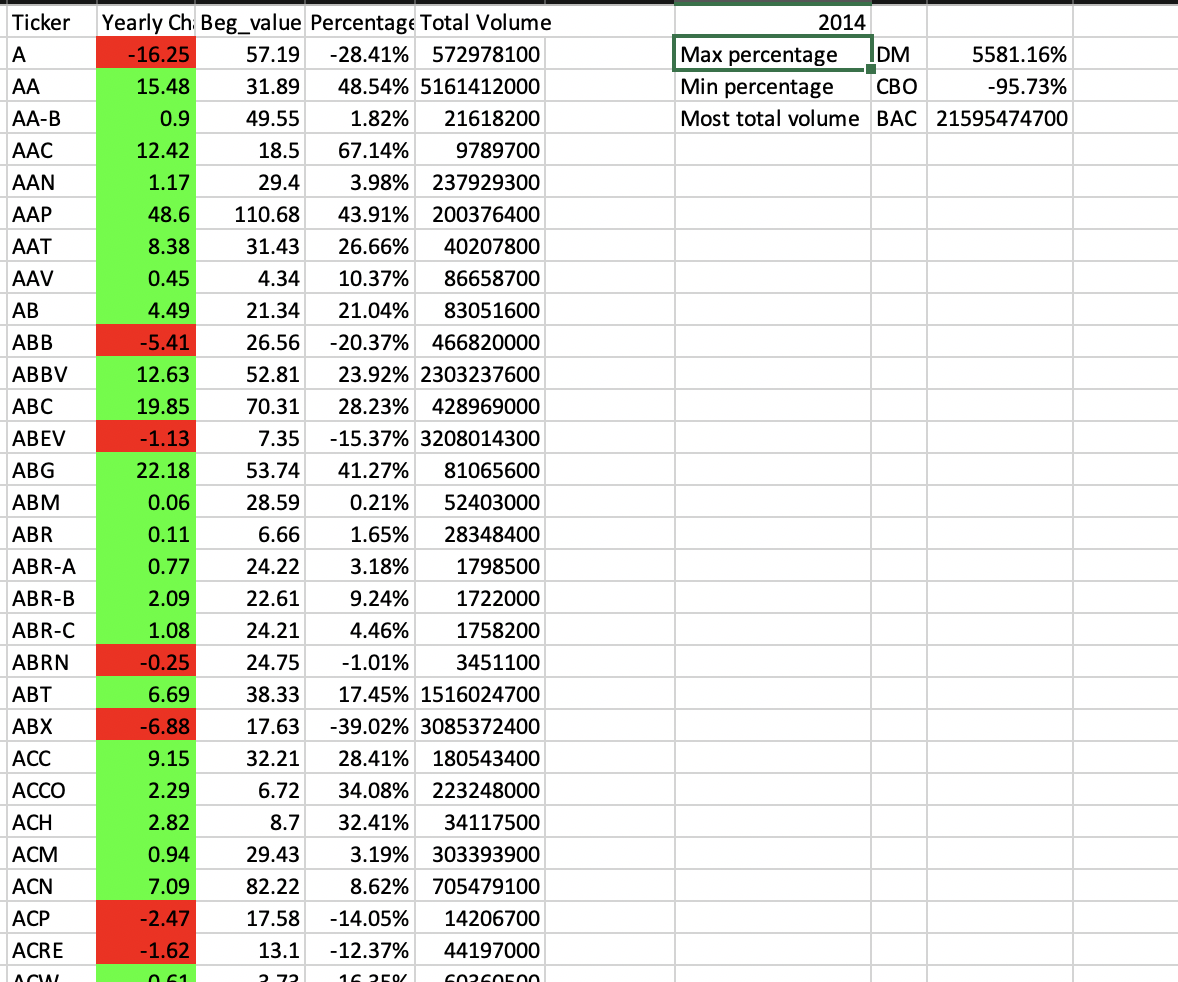 Ticker Yearly Cha Beg_value Percentage Total Volume 2014
A -16.25 57.19 -28.41% 572978100 Max percentage DM 5581.16%
AA 15.48 31.89 48.54% 5161412000 Min percentage CBO -95.73%
AA-B 0.9 49.55 1.82% 21618200 Most total volume BAC 21595474700
AAC 12.42 18.5 67.14% 9789700
AAN 1.17 29.4 3.98% 237929300
AAP 48.6 110.68 43.91% 200376400
AAT 8.38 31.43 26.66% 40207800
AAV 0.45 4.34 10.37% 86658700
AB 4.49 21.34 21.04% 83051600
ABB -5.41 26.56 -20.37% 466820000
ABBV 12.63 52.81 23.92% 2303237600
ABC 19.85 70.31 28.23% 428969000
ABEV -1.13 7.35 -15.37% 3208014300
ABG 22.18 53.74 41.27% 81065600
ABM 0.06 28.59 0.21% 52403000
ABR 0.11 6.66 1.65% 28348400
ABR-A 0.77 24.22 3.18% 1798500
ABR-B 2.09 22.61 9.24% 1722000
ABR-C 1.08 24.21 4.46% 1758200
ABRN -0.25 24.75 -1.01% 3451100
ABT 6.69 38.33 17.45% 1516024700
ABX -6.88 17.63 -39.02% 3085372400
ACC 9.15 32.21 28.41% 180543400
ACCO 2.29 6.72 34.08% 223248000
ACH 2.82 8.7 32.41% 34117500
ACM 0.94 29.43 3.19% 303393900
ACN 7.09 82.22 8.62% 705479100
ACP -2.47 17.58 -14.05% 14206700
ACRE -1.62 13.1 -12.37% 44197000
ACW 0.61 3.73 16.35% 60360500